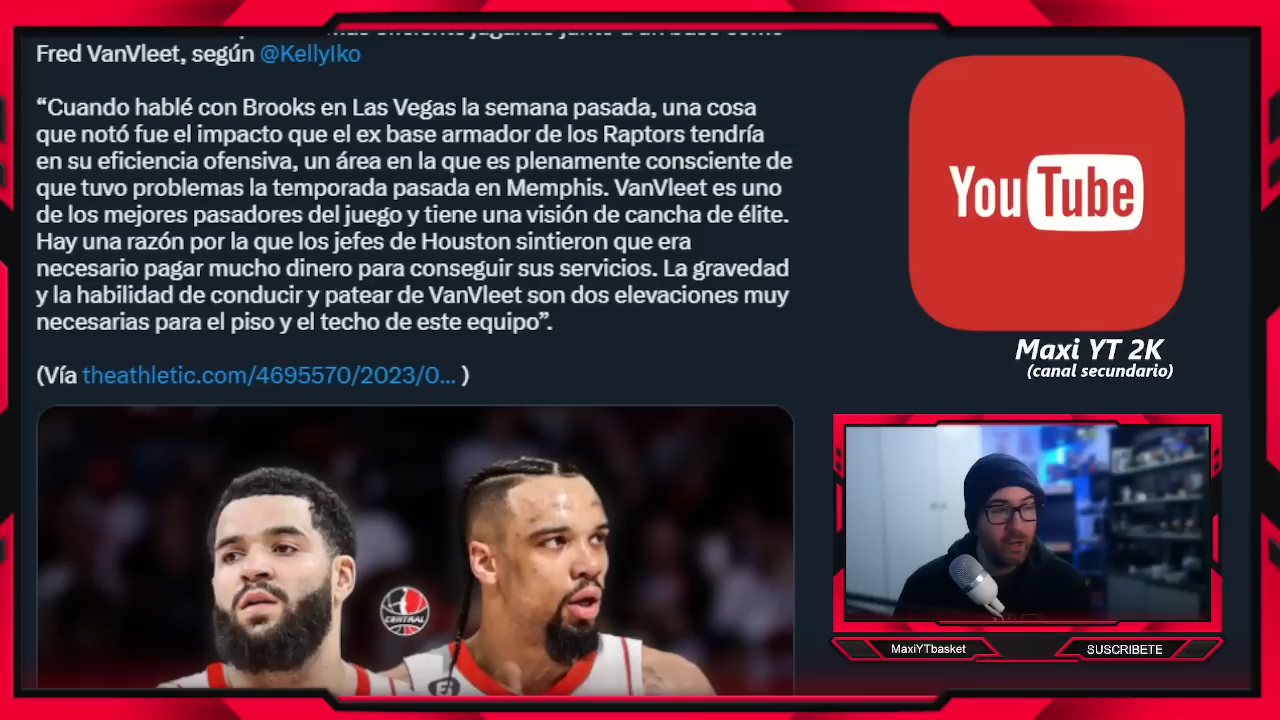 Fred VanVleet, según @KellyIko
“Cuando hablé con Brooks en Las Vegas la semana pasada, una cosa
que notó fue el impacto que el ex base armador de los Raptors tendría
en su eficiencia ofensiva, un área en la que es plenamente consciente de
que tuvo problemas la temporada pasada en Memphis. VanVleet es uno
de los mejores pasadores del juego y tiene una visión de cancha de élite.
Hay una razón por la que los jefes de Houston sintieron que era
necesario pagar mucho dinero para conseguir sus servicios. La gravedad
y la habilidad de conducir y patear de VanVleet son dos elevaciones muy
necesarias para el piso y el techo de este equipo”.
(Vía theathletic.com/4695570/2023/0... )
CENTRAL
YouTube
Maxi YT 2K
(canal secundario)
MaxiYTbasket
SUSCRIBETE